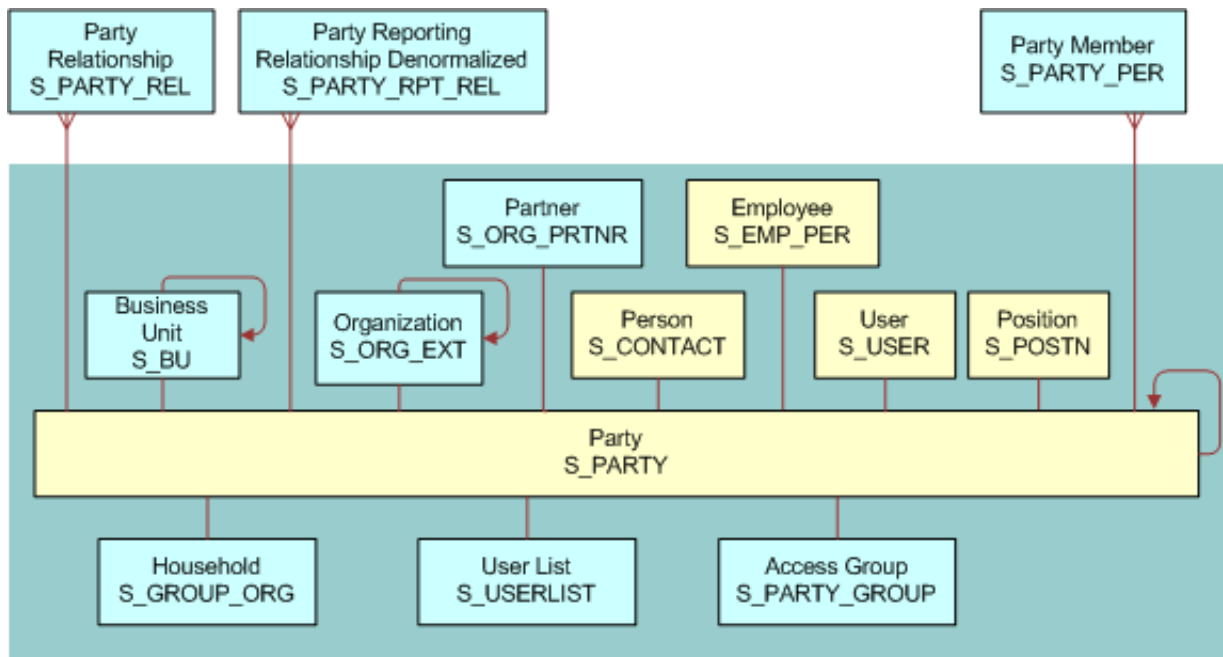 Party
Relationship
S_PARTY_REL
Party Reporting
Relationship Denormalized
S_PARTY_RPT_REL
Party Member
S_PARTY_PER
Partner
S_ORG_PRTNR
Employee
S_EMP_PER
Business
Unit
S_BU
Organization
S_ORG_EXT
Person
S_CONTACT
User
S_USER
Position
S_POSTN
Party
S_PARTY
Household
S_GROUP_ORG
User List
S_USERLIST
Access Group
S_PARTY_GROUP